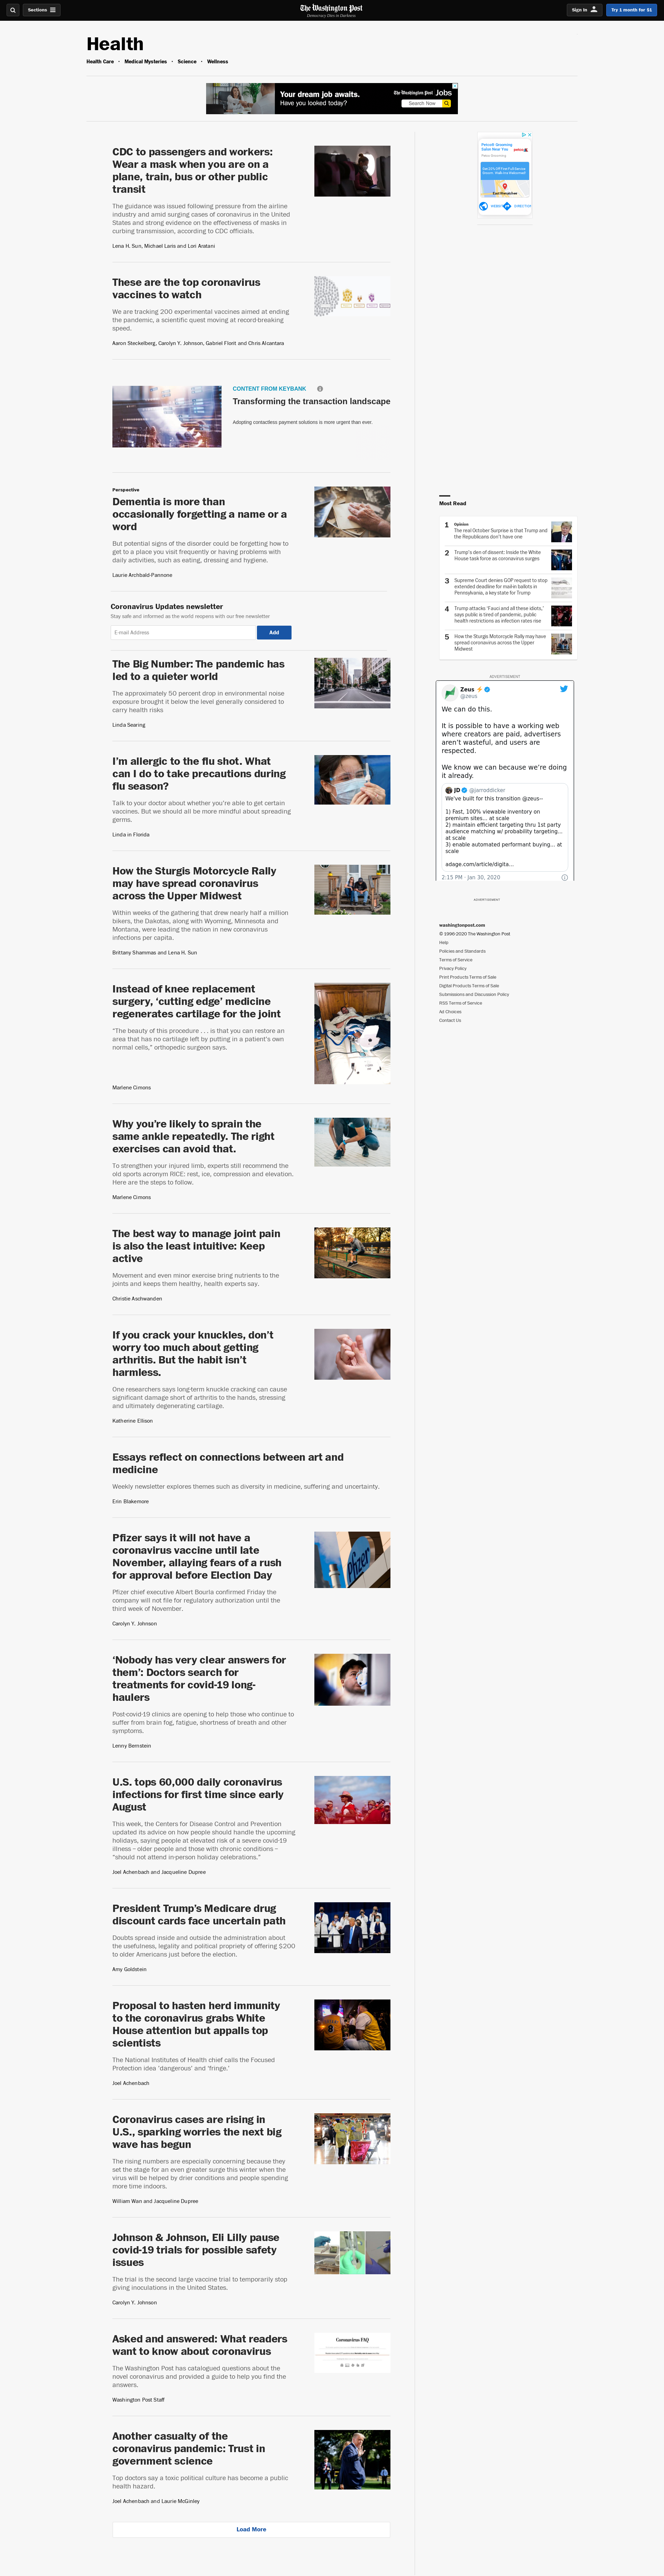 Sections
The Washington Post
Democracy Dies in Darkness
Sign In
Try 1 month for $1
Health
Health Care • Medical Mysteries • Science • Wellness
Your dream job awaits.
Have you looked today?
The Washington Post Jobs
Search Now
CDC to passengers and workers:
Wear a mask when you are on a
plane, train, bus or other public
transit
The guidance was issued following pressure from the airline
industry and amid surging cases of coronavirus in the United
States and strong evidence on the effectiveness of masks in
curbing transmission, according to CDC officials.
Lena H. Sun, Michael Laris and Lori Aratani
These are the top coronavirus
vaccines to watch
We are tracking 200 experimental vaccines aimed at ending
the pandemic, a scientific quest moving at record-breaking
speed.
Aaron Steckelberg, Carolyn Y. Johnson, Gabriel Florit and Chris Alcantara
CONTENT FROM KEYBANK
Transforming the transaction landscape
Adopting contactless payment solutions is more urgent than ever.
Perspective
Dementia is more than
occasionally forgetting a name or a
word
But potential signs of the disorder could be forgetting how to
get to a place you visit frequently or having problems with
daily activities, such as eating, dressing and hygiene.
Laurie Archbald-Pannone
Coronavirus Updates newsletter
Stay safe and informed as the world reopens with our free newsletter
E-mail Address
Add
The Big Number: The pandemic has
led to a quieter world
The approximately 50 percent drop in environmental noise
exposure brought it below the level generally considered to
carry health risks
Linda Searing
I’m allergic to the flu shot. What
can I do to take precautions during
flu season?
Talk to your doctor about whether you’re able to get certain
vaccines. But we should all be more mindful about spreading
germs.
Linda in Florida
How the Sturgis Motorcycle Rally
may have spread coronavirus
across the Upper Midwest
Within weeks of the gathering that drew nearly half a million
bikers, the Dakotas, along with Wyoming, Minnesota and
Montana, were leading the nation in new coronavirus
infections per capita.
Brittany Shammas and Lena H. Sun
Instead of knee replacement
surgery, ‘cutting edge’ medicine
regenerates cartilage for the joint
“The beauty of this procedure . . . is that you can restore an
area that has no cartilage left by putting in a patient’s own
normal cells,” orthopedic surgeon says.
Marlene Cimons
Why you’re likely to sprain the
same ankle repeatedly. The right
exercises can avoid that.
To strengthen your injured limb, experts still recommend the
old sports acronym RICE: rest, ice, compression and elevation.
Here are the steps to follow.
Marlene Cimons
The best way to manage joint pain
is also the least intuitive: Keep
active
Movement and even minor exercise bring nutrients to the
joints and keeps them healthy, health experts say.
Christie Aschwanden
If you crack your knuckles, don’t
worry too much about getting
arthritis. But the habit isn’t
harmless.
One researchers says long-term knuckle cracking can cause
significant damage short of arthritis to the hands, stressing
and ultimately degenerating cartilage.
Katherine Ellison
Essays reflect on connections between art and
medicine
Weekly newsletter explores themes such as diversity in medicine, suffering and uncertainty.
Erin Blakemore
Pfizer says it will not have a
coronavirus vaccine until late
November, allaying fears of a rush
for approval before Election Day
Pfizer chief executive Albert Bourla confirmed Friday the
company will not file for regulatory authorization until the
third week of November.
Carolyn Y. Johnson
‘Nobody has very clear answers for
them’: Doctors search for
treatments for covid-19 long-
haulers
Post-covid-19 clinics are opening to help those who continue to
suffer from brain fog, fatigue, shortness of breath and other
symptoms.
Lenny Bernstein
U.S. tops 60,000 daily coronavirus
infections for first time since early
August
This week, the Centers for Disease Control and Prevention
updated its advice on how people should handle the upcoming
holidays, saying people at elevated risk of a severe covid-19
illness – older people and those with chronic conditions –
“should not attend in-person holiday celebrations.”
Joel Achenbach and Jacqueline Dupree
President Trump’s Medicare drug
discount cards face uncertain path
Doubts spread inside and outside the administration about
the usefulness, legality and political propriety of offering $200
to older Americans just before the election.
Amy Goldstein
Proposal to hasten herd immunity
to the coronavirus grabs White
House attention but appalls top
scientists
The National Institutes of Health chief calls the Focused
Protection idea ‘dangerous’ and ‘fringe.’
Joel Achenbach
Coronavirus cases are rising in
U.S., sparking worries the next big
wave has begun
The rising numbers are especially concerning because they
set the stage for an even greater surge this winter when the
virus will be helped by drier conditions and people spending
more time indoors.
William Wan and Jacqueline Dupree
Johnson & Johnson, Eli Lilly pause
covid-19 trials for possible safety
issues
The trial is the second large vaccine trial to temporarily stop
giving inoculations in the United States.
Carolyn Y. Johnson
Asked and answered: What readers
want to know about coronavirus
The Washington Post has catalogued questions about the
novel coronavirus and provided a guide to help you find the
answers.
Washington Post Staff
Coronavirus FAQ
Another casualty of the
coronavirus pandemic: Trust in
government science
Top doctors say a toxic political culture has become a public
health hazard.
Joel Achenbach and Laurie McGinley
Load More
Petco® Grooming
Salon Near You
petco
Petco Grooming
East Wenatchee
WEBSITE
DIRECTION
Most Read
1
Opinion
The real October Surprise is that Trump and
the Republicans don’t have one
2
Trump’s den of dissent: Inside the White
House task force as coronavirus surges
3
Supreme Court denies GOP request to stop
extended deadline for mail-in ballots in
Pennsylvania, a key state for Trump
4
Trump attacks ‘Fauci and all these idiots,’
says public is tired of pandemic, public
health restrictions as infection rates rise
5
How the Sturgis Motorcycle Rally may have
spread coronavirus across the Upper
Midwest
ADVERTISEMENT
Zeus ⚡
@zeus
We can do this.
It is possible to have a working web
where creators are paid, advertisers
aren’t wasteful, and users are
respected.
We know we can because we’re doing
it already.
JD @jarroddicker
We’ve built for this transition @zeus--
1) Fast, 100% viewable inventory on
premium sites... at scale
2) maintain efficient targeting thru 1st party
audience matching w/ probability targeting...
at scale
3) enable automated performant buying... at
scale
adage.com/article/digita...
2:15 PM · Jan 30, 2020
ADVERTISEMENT
washingtonpost.com
© 1996-2020 The Washington Post
Help
Policies and Standards
Terms of Service
Privacy Policy
Print Products Terms of Sale
Digital Products Terms of Sale
Submissions and Discussion Policy
RSS Terms of Service
Ad Choices
Contact Us